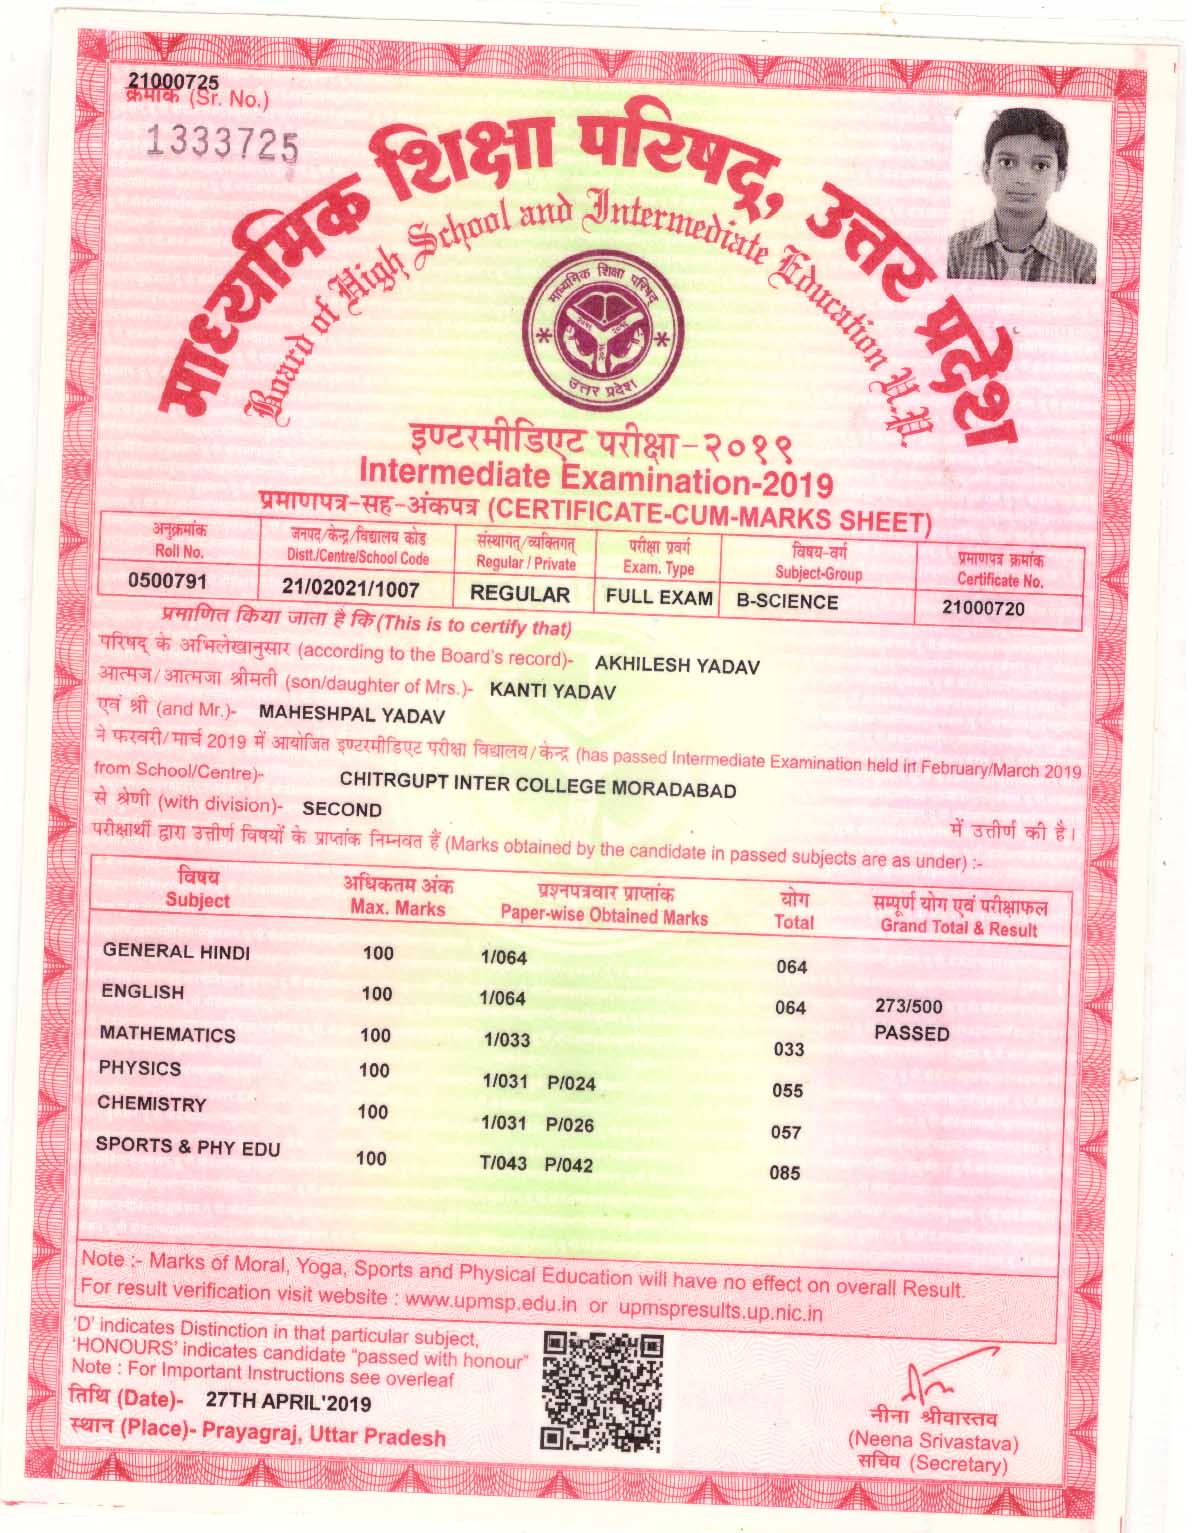 21000725
क्रमांक (Sr. No.)
1333725
माध्यमिक शिक्षा परिषद्, उत्तर प्रदेश
Board of High School and Intermediate Education U.P.
माध्यमिक शिक्षा परिषद्
उत्तर प्रदेश
इण्टरमीडिएट परीक्षा-२०१९
Intermediate Examination-2019
प्रमाणपत्र-सह-अंकपत्र (CERTIFICATE-CUM-MARKS SHEET)
अनुक्रमांक जनपद/केन्द्र/विद्यालय कोड संस्थागत्/व्यक्तिगत् परीक्षा प्रवर्ग विषय-वर्ग प्रमाणपत्र क्रमांक
Roll No. Distt./Centre/School Code Regular / Private Exam. Type Subject-Group Certificate No.
0500791 21/02021/1007 REGULAR FULL EXAM B-SCIENCE 21000720
प्रमाणित किया जाता है कि(This is to certify that)
परिषद् के अभिलेखानुसार (according to the Board's record)- AKHILESH YADAV
आत्मज/आत्मजा श्रीमती (son/daughter of Mrs.)- KANTI YADAV
एवं श्री (and Mr.)- MAHESHPAL YADAV
ने फरवरी/मार्च 2019 में आयोजित इण्टरमीडिएट परीक्षा विद्यालय/केन्द्र (has passed Intermediate Examination held in February/March 2019
from School/Centre)- CHITRGUPT INTER COLLEGE MORADABAD
से श्रेणी (with division)- SECOND में उत्तीर्ण की है।
परीक्षार्थी द्वारा उत्तीर्ण विषयों के प्राप्तांक निम्नवत हैं (Marks obtained by the candidate in passed subjects are as under) :-
विषय अधिकतम अंक प्रश्नपत्रवार प्राप्तांक योग सम्पूर्ण योग एवं परीक्षाफल
Subject Max. Marks Paper-wise Obtained Marks Total Grand Total & Result
GENERAL HINDI 100 1/064 064
ENGLISH 100 1/064 064 273/500
PASSED
MATHEMATICS 100 1/033 033
PHYSICS 100 1/031 P/024 055
CHEMISTRY 100 1/031 P/026 057
SPORTS & PHY EDU 100 T/043 P/042 085
Note :- Marks of Moral, Yoga, Sports and Physical Education will have no effect on overall Result.
For result verification visit website : www.upmsp.edu.in or upmspresults.up.nic.in
'D' indicates Distinction in that particular subject,
'HONOURS' indicates candidate "passed with honour"
Note : For Important Instructions see overleaf
तिथि (Date)- 27TH APRIL'2019
स्थान (Place)- Prayagraj, Uttar Pradesh
नीना श्रीवास्तव
(Neena Srivastava)
सचिव (Secretary)